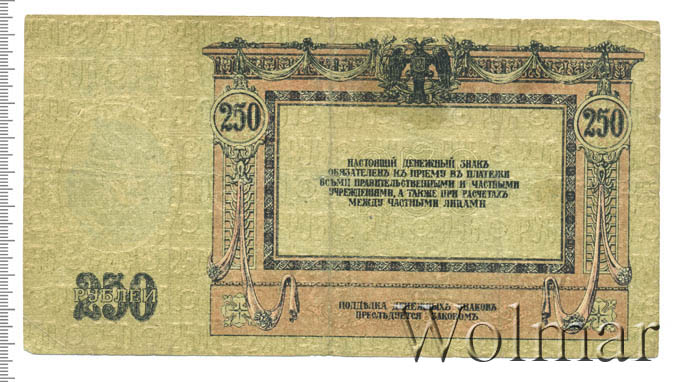 250
250
НАСТОЯЩІЙ ДЕНЕЖНЫЙ ЗНАКЪ
ОБЯЗАТЕЛЕНЪ КЪ ПРІЕМУ ВЪ ПЛАТЕЖИ
ВСѢМИ ПРАВИТЕЛЬСТВЕННЫМИ И ЧАСТНЫМИ
УЧРЕЖДЕНІЯМИ, А ТАКЖЕ ПРИ РАСЧЕТАХЪ
МЕЖДУ ЧАСТНЫМИ ЛИЦАМИ
250
РУБЛЕЙ
ПОДДѢЛКА ДЕНЕЖНЫХЪ ЗНАКОВЪ
ПРЕСЛѢДУЕТСЯ ЗАКОНОМЪ
Wolmar